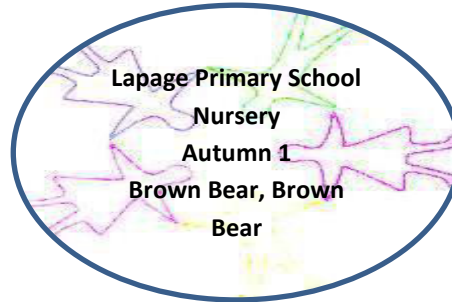 Lapage Primary School
Nursery
Autumn 1
Brown Bear, Brown
Bear